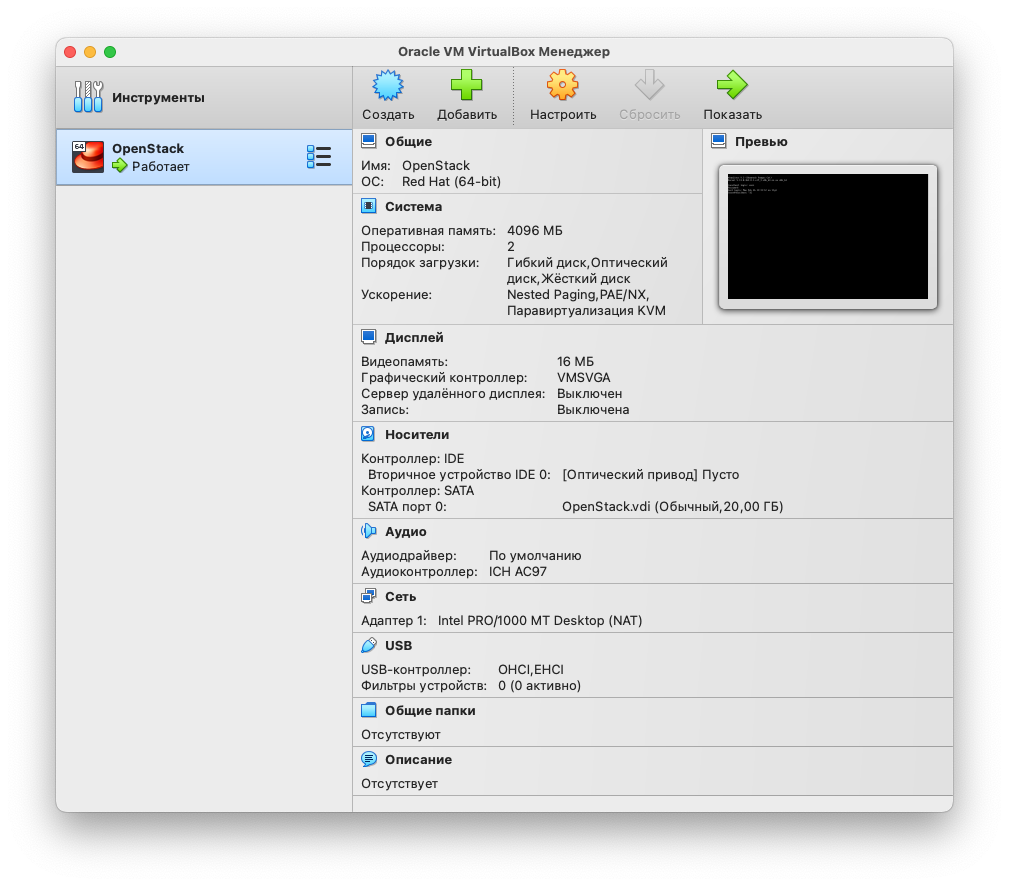 Oracle VM VirtualBox Менеджер
Инструменты
Создать
Добавить
Настроить
Сбросить
Показать
64
OpenStack
Работает
Общие
Имя: OpenStack
ОС: Red Hat (64-bit)
Превью
Система
Оперативная память: 4096 МБ
Процессоры: 2
Порядок загрузки: Гибкий диск,Оптический
диск,Жёсткий диск
Ускорение: Nested Paging,PAE/NX,
Паравиртуализация KVM
Дисплей
Видеопамять: 16 МБ
Графический контроллер: VMSVGA
Сервер удалённого дисплея: Выключен
Запись: Выключена
Носители
Контроллер: IDE
Вторичное устройство IDE 0: [Оптический привод] Пусто
Контроллер: SATA
SATA порт 0: OpenStack.vdi (Обычный,20,00 ГБ)
Аудио
Аудиодрайвер: По умолчанию
Аудиоконтроллер: ICH AC97
Сеть
Адаптер 1: Intel PRO/1000 MT Desktop (NAT)
USB
USB-контроллер: OHCI,EHCI
Фильтры устройств: 0 (0 активно)
Общие папки
Отсутствуют
Описание
Отсутствует